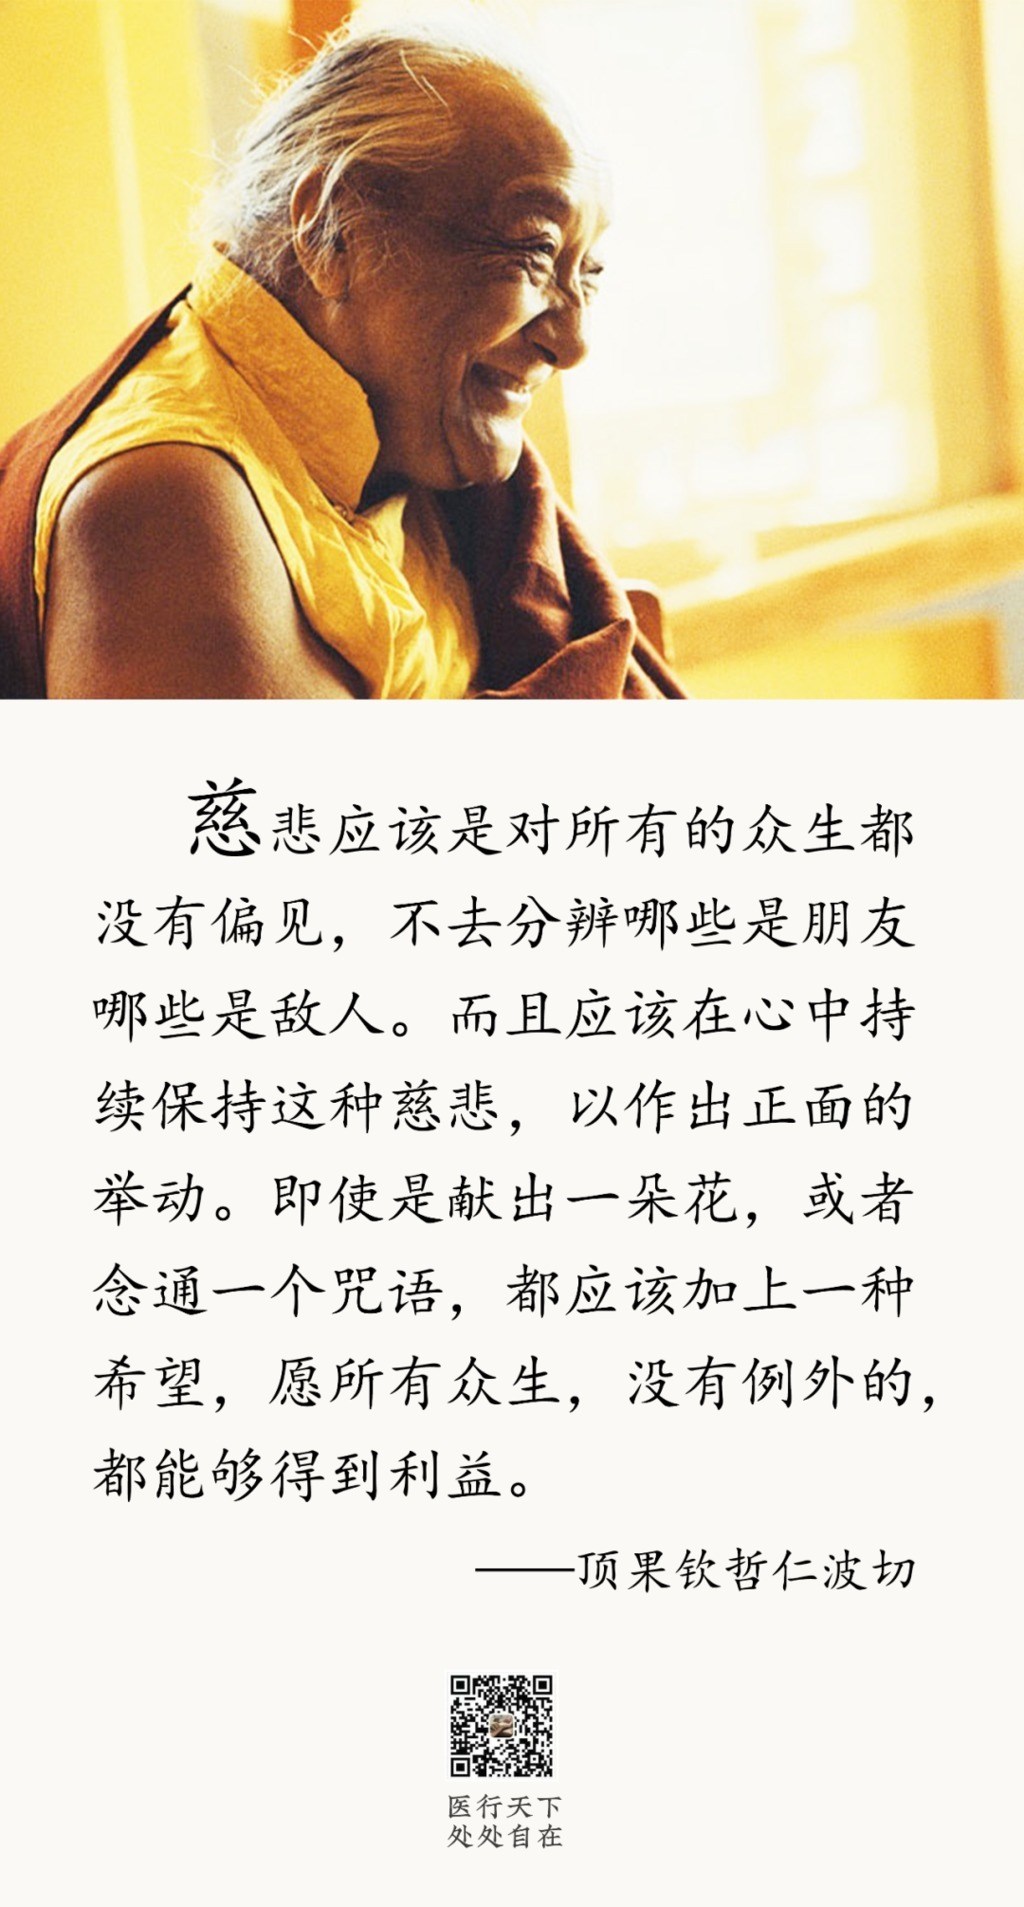 慈悲应该是对所有的众生都
没有偏见，不去分辨哪些是朋友
哪些是敌人。而且应该在心中持
续保持这种慈悲，以作出正面的
举动。即使是献出一朵花，或者
念通一个咒语，都应该加上一种
希望，愿所有众生，没有例外的，
都能够得到利益。
——顶果钦哲仁波切
医行天下
处处自在